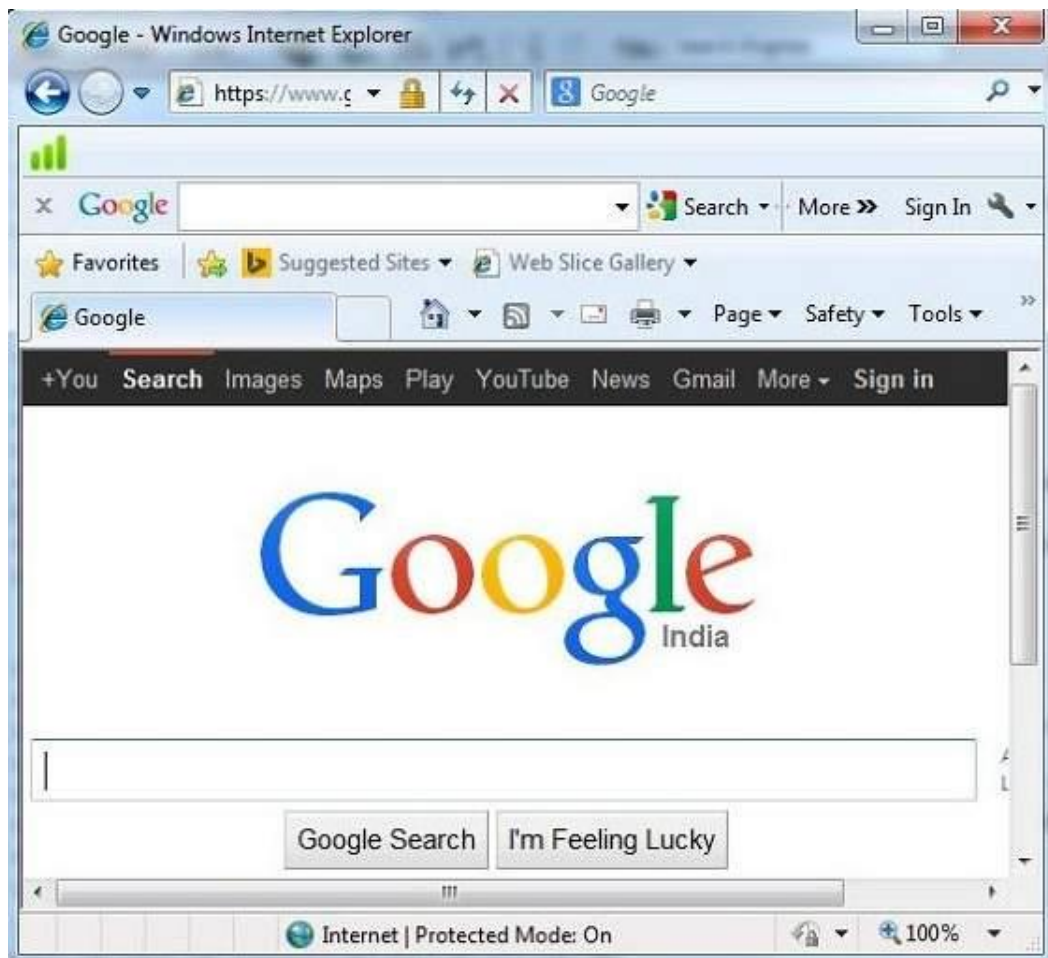 Google - Windows Internet Explorer
https://www.g Google
Google Search More Sign In
Favorites Suggested Sites Web Slice Gallery
Google Page Safety Tools
+You Search Images Maps Play YouTube News Gmail More Sign in
Google
India
Google Search I'm Feeling Lucky
Internet | Protected Mode: On 100%